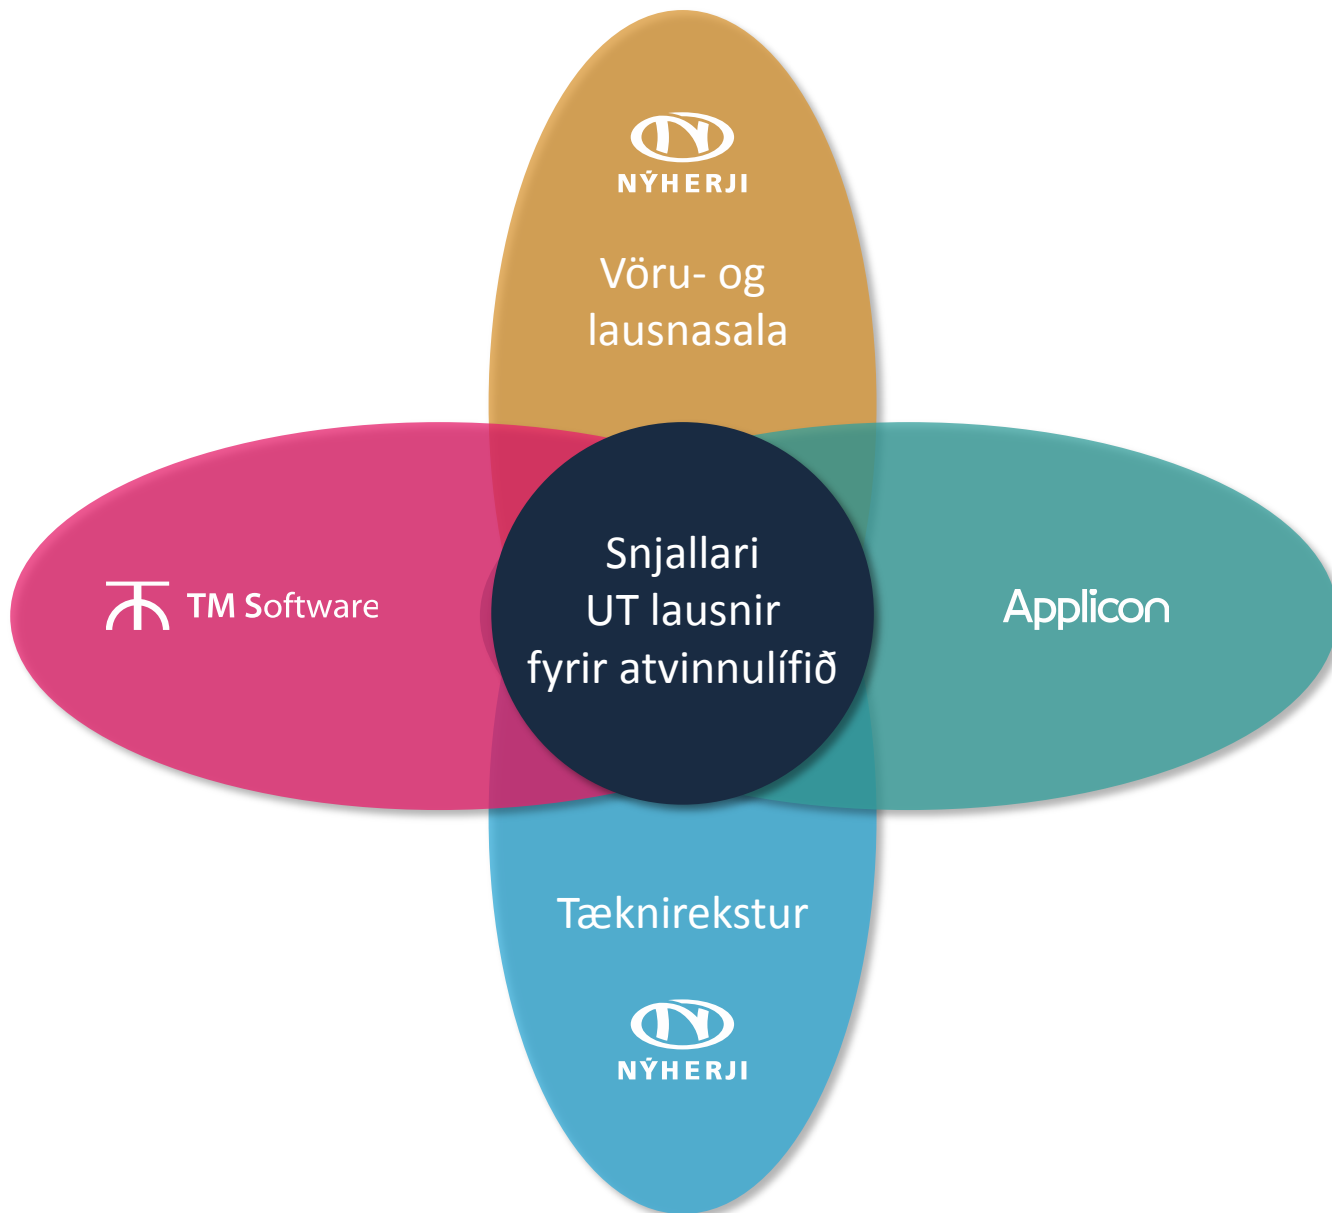 NÝHERJI
Vöru- og
lausnasala
TM Software
Snjallari
UT lausnir
fyrir atvinnulífið
Applicon
Tæknirekstur
NÝHERJI